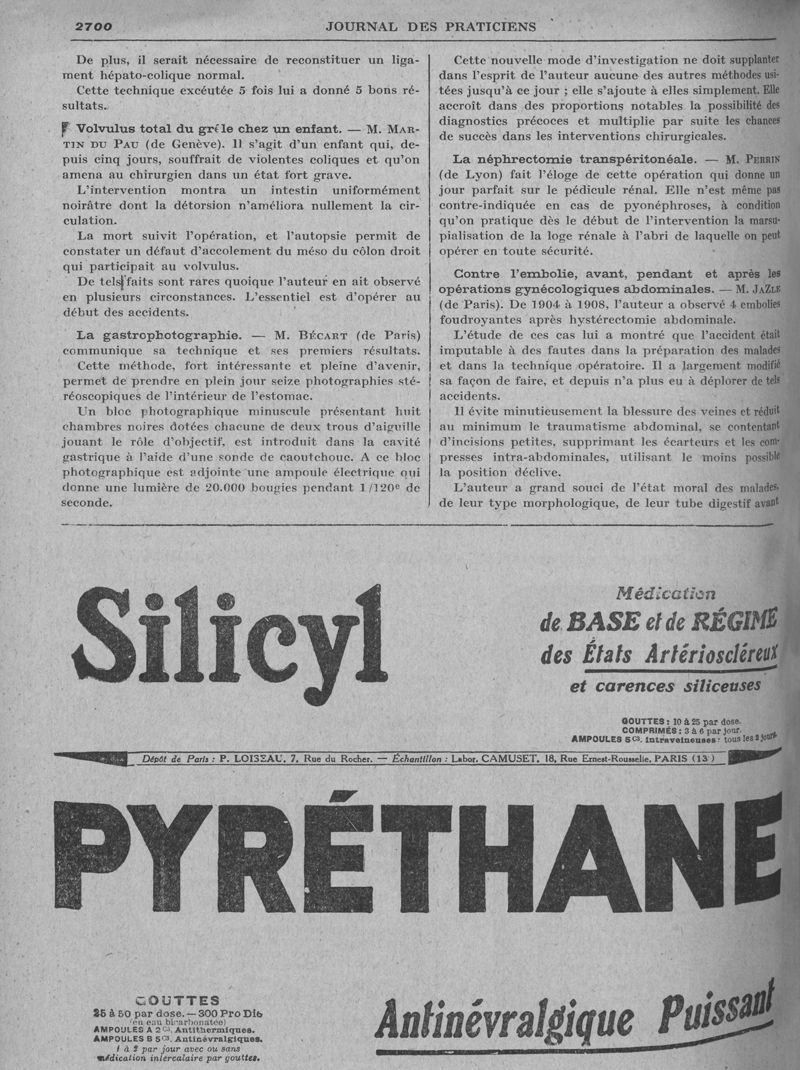 2700
JOURNAL DES PRATICIENS
De plus, il serait nécessaire de reconstituer un liga-
ment hépato-colique normal.
Cette technique excéutée 5 fois lui a donné 5 bons ré-
sultats.
Volvulus total du grêle chez un enfant. — M. MAR-
TIN DU PAU (de Genève). Il s'agit d'un enfant qui, de-
puis cinq jours, souffrait de violentes coliques et qu'on
amena au chirurgien dans un état fort grave.
L'intervention montra un intestin uniformément
noirâtre dont la détorsion n'améliora nullement la cir-
culation.
La mort suivit l'opération, et l'autopsie permit de
constater un défaut d'accolement du méso du côlon droit
qui participait au volvulus.
De tels faits sont rares quoique l'auteur en ait observé
en plusieurs circonstances. L'essentiel est d'opérer au
début des accidents.
La gastrophotographie. — M. BÉCART (de Paris)
communique sa technique et ses premiers résultats.
Cette méthode, fort intéressante et pleine d'avenir,
permet de prendre en plein jour seize photographies sté-
réoscopiques de l'intérieur de l'estomac.
Un bloc photographique minuscule présentant huit
chambres noires dotées chacune de deux trous d'aiguille
jouant le rôle d'objectif, est introduit dans la cavité
gastrique à l'aide d'une sonde de caoutchouc. A ce bloc
photographique est adjointe une ampoule électrique qui
donne une lumière de 20.000 bougies pendant 1/120e de
seconde.
Cette nouvelle mode d'investigation ne doit supplanter
dans l'esprit de l'auteur aucune des autres méthodes usi-
tées jusqu'à ce jour ; elle s'ajoute à elles simplement. Elle
accroît dans des proportions notables la possibilité des
diagnostics précoces et multiplie par suite les chances
de succès dans les interventions chirurgicales.
La néphrectomie transpéritonéale. — M. PERRIN
(de Lyon) fait l'éloge de cette opération qui donne un
jour parfait sur le pédicule rénal. Elle n'est même pas
contre-indiquée en cas de pyonéphroses, à condition
qu'on pratique dès le début de l'intervention la marsu-
pialisation de la loge rénale à l'abri de laquelle on peut
opérer en toute sécurité.
Contre l'embolie, avant, pendant et après les
opérations gynécologiques abdominales. — M. JAZLE
(de Paris). De 1904 à 1908, l'auteur a observé 4 embolies
foudroyantes après hystérectomie abdominale.
L'étude de ces cas lui a montré que l'accident était
imputable à des fautes dans la préparation des malades
et dans la technique opératoire. Il a largement modifié
sa façon de faire, et depuis n'a plus eu à déplorer de tels
accidents.
Il évite minutieusement la blessure des veines et réduit
au minimum le traumatisme abdominal, se contentant
d'incisions petites, supprimant les écarteurs et les com-
presses intra-abdominales, utilisant le moins possible
la position déclive.
L'auteur a grand souci de l'état moral des malades,
de leur type morphologique, de leur tube digestif avant
Silicyl
Médication
de BASE et de RÉGIME
des États Artérioscléreux
et carences siliceuses
GOUTTES : 10 à 25 par dose.
COMPRIMÉS : 3 à 6 par jour.
AMPOULES 5 cs. intraveineuses : tous les 2 jours
Dépôt de Paris : P. LOISEAU, 7, Rue du Rocher. — Échantillon : Labor. CAMUSET, 18, Rue Ernest-Rousselle, PARIS (13e)
PYRÉTHANE
GOUTTES
25 à 50 par dose. — 300 Pro Die
(en eau bicarbonatée)
AMPOULES A 2 cs. Antithermiques.
AMPOULES B 5 cs. Antinévralgiques.
1 à 2 par jour avec ou sans
médication intercalaire par gouttes.
Antinévralgique Puissant